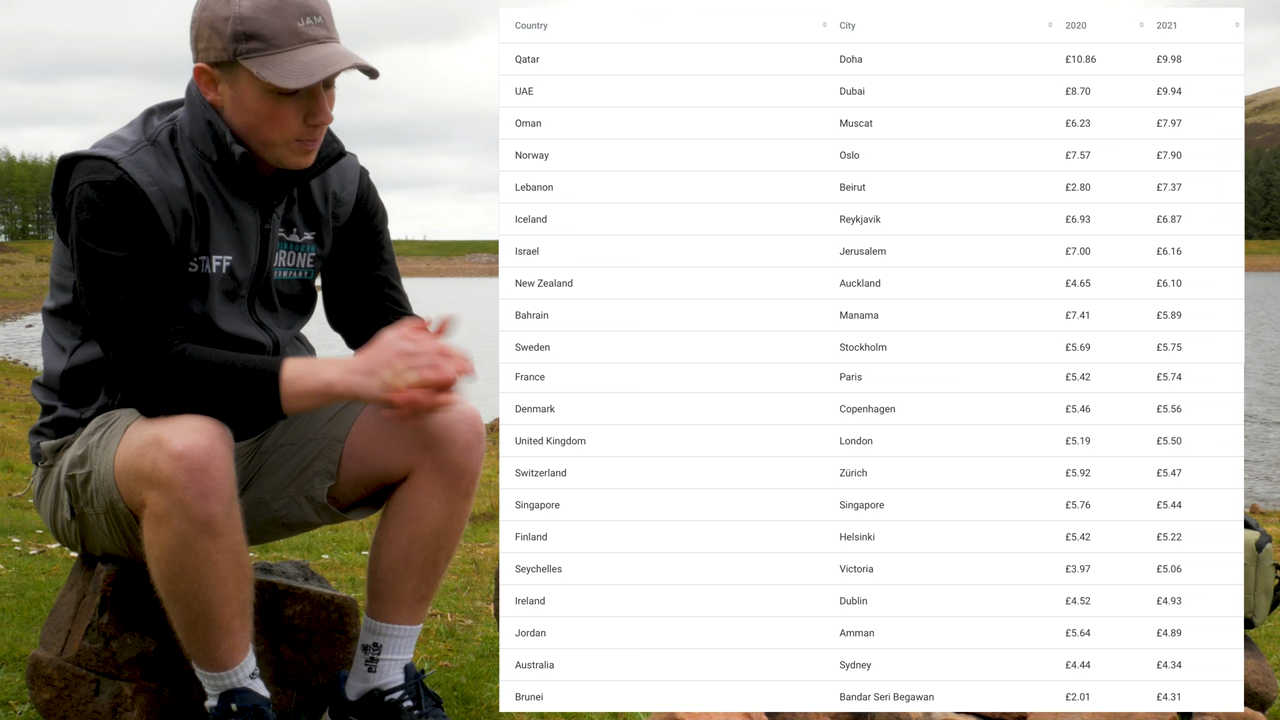 JAM
STAFF
DRONE
COMPANY
Country City 2020 2021
Qatar Doha £10.86 £9.98
UAE Dubai £8.70 £9.94
Oman Muscat £6.23 £7.97
Norway Oslo £7.57 £7.90
Lebanon Beirut £2.80 £7.37
Iceland Reykjavik £6.93 £6.87
Israel Jerusalem £7.00 £6.16
New Zealand Auckland £4.65 £6.10
Bahrain Manama £7.41 £5.89
Sweden Stockholm £5.69 £5.75
France Paris £5.42 £5.74
Denmark Copenhagen £5.46 £5.56
United Kingdom London £5.19 £5.50
Switzerland Zürich £5.92 £5.47
Singapore Singapore £5.76 £5.44
Finland Helsinki £5.42 £5.22
Seychelles Victoria £3.97 £5.06
Ireland Dublin £4.52 £4.93
Jordan Amman £5.64 £4.89
Australia Sydney £4.44 £4.34
Brunei Bandar Seri Begawan £2.01 £4.31
ellesse